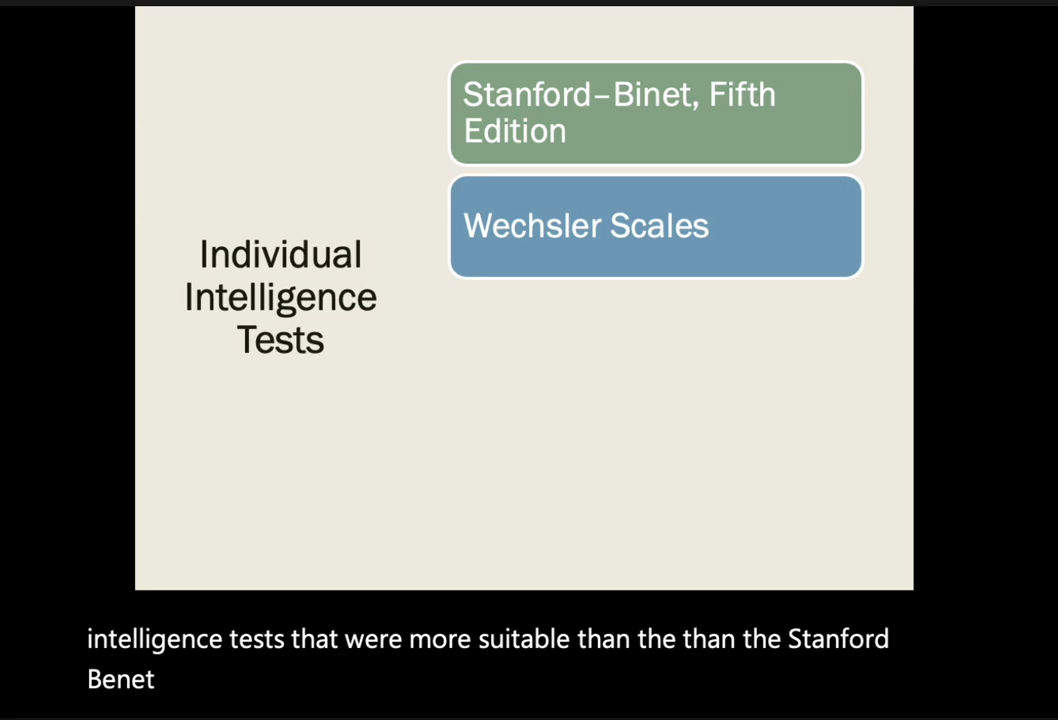 Individual
Intelligence
Tests
Stanford–Binet, Fifth
Edition
Wechsler Scales
intelligence tests that were more suitable than the than the Stanford
Benet